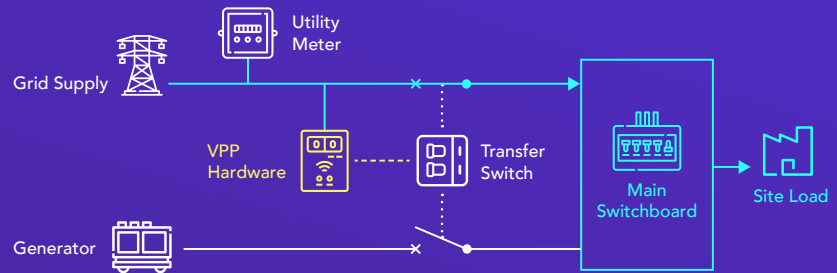 Utility
Meter
Grid Supply
VPP
Hardware
Transfer
Switch
Main
Switchboard
Site Load
Generator